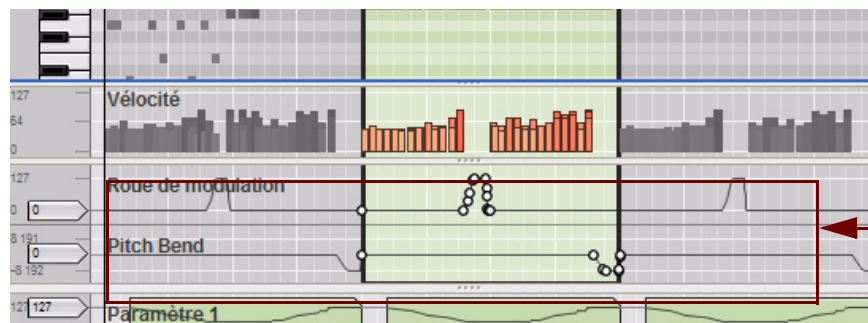 127
Vélocité
64
0
127
Roue de modulation
0 0
8 191
0
Pitch Bend
-8 192
127 127
Paramètre 1